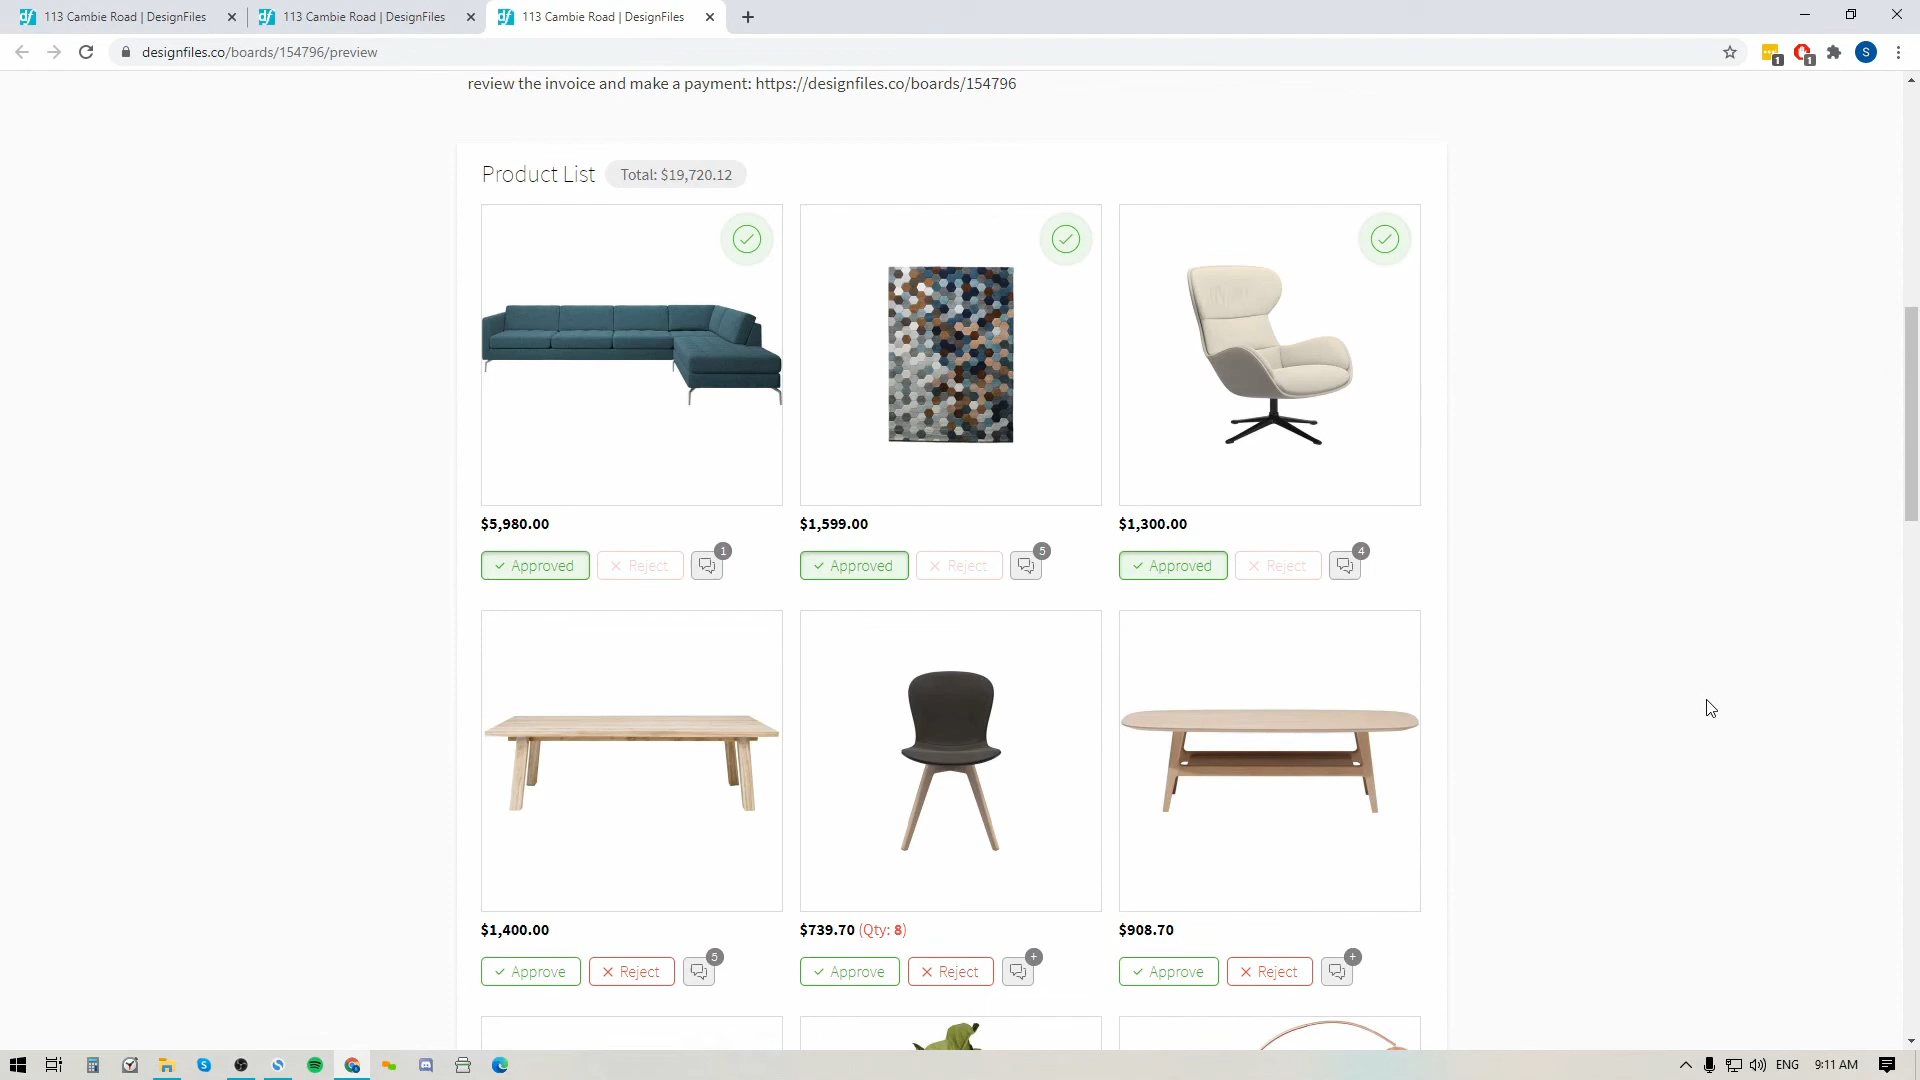 113 Cambie Road | DesignFiles
113 Cambie Road | DesignFiles
113 Cambie Road | DesignFiles
designfiles.co/boards/154796/preview
1
1
S
review the invoice and make a payment: https://designfiles.co/boards/154796
Product List Total: $19,720.12
$5,980.00
Approved Reject 1
$1,599.00
Approved Reject 5
$1,300.00
Approved Reject 4
$1,400.00
Approve Reject 5
$739.70 (Qty: 8)
Approve Reject +
$908.70
Approve Reject +
ENG 9:11 AM